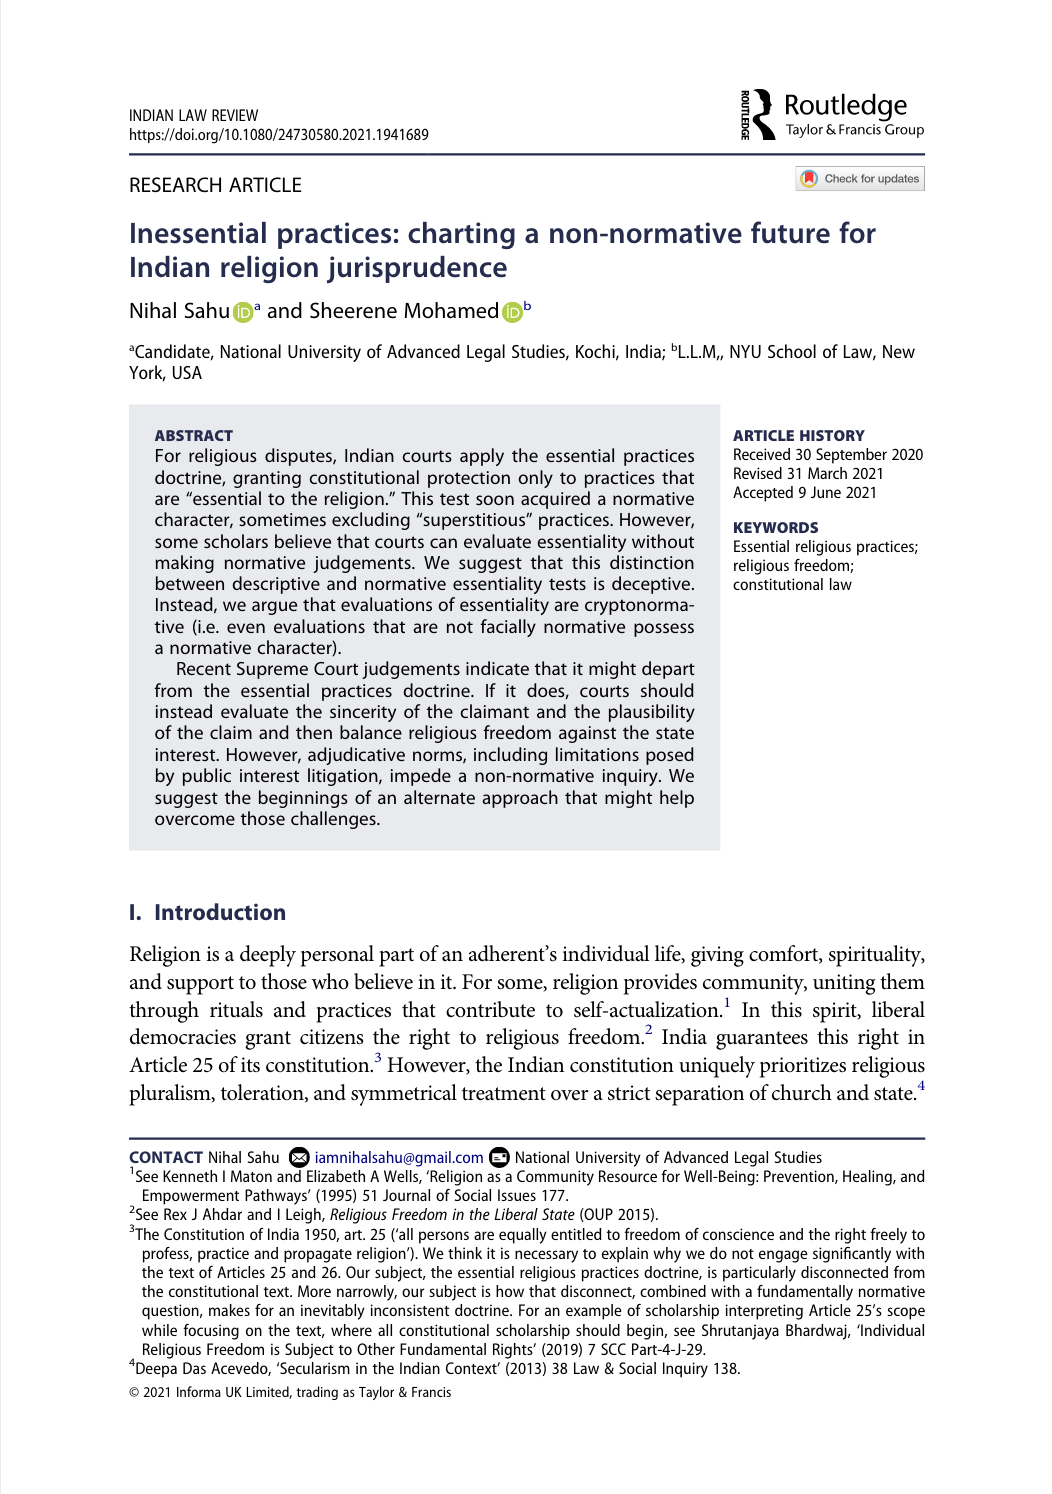 INDIAN LAW REVIEW
https://doi.org/10.1080/24730580.2021.1941689
ROUTLEDGE
Routledge
Taylor & Francis Group
RESEARCH ARTICLE
Check for updates
Inessential practices: charting a non-normative future for
Indian religion jurisprudence
Nihal Sahu iD a and Sheerene Mohamed iD b
aCandidate, National University of Advanced Legal Studies, Kochi, India; bL.L.M,, NYU School of Law, New
York, USA
ABSTRACT
For religious disputes, Indian courts apply the essential practices
doctrine, granting constitutional protection only to practices that
are “essential to the religion.” This test soon acquired a normative
character, sometimes excluding “superstitious” practices. However,
some scholars believe that courts can evaluate essentiality without
making normative judgements. We suggest that this distinction
between descriptive and normative essentiality tests is deceptive.
Instead, we argue that evaluations of essentiality are cryptonorma-
tive (i.e. even evaluations that are not facially normative possess
a normative character).
Recent Supreme Court judgements indicate that it might depart
from the essential practices doctrine. If it does, courts should
instead evaluate the sincerity of the claimant and the plausibility
of the claim and then balance religious freedom against the state
interest. However, adjudicative norms, including limitations posed
by public interest litigation, impede a non-normative inquiry. We
suggest the beginnings of an alternate approach that might help
overcome those challenges.
ARTICLE HISTORY
Received 30 September 2020
Revised 31 March 2021
Accepted 9 June 2021
KEYWORDS
Essential religious practices;
religious freedom;
constitutional law
I. Introduction
Religion is a deeply personal part of an adherent’s individual life, giving comfort, spirituality,
and support to those who believe in it. For some, religion provides community, uniting them
through rituals and practices that contribute to self-actualization.1 In this spirit, liberal
democracies grant citizens the right to religious freedom.2 India guarantees this right in
Article 25 of its constitution.3 However, the Indian constitution uniquely prioritizes religious
pluralism, toleration, and symmetrical treatment over a strict separation of church and state.4
CONTACT Nihal Sahu iamnihalsahu@gmail.com National University of Advanced Legal Studies
1See Kenneth I Maton and Elizabeth A Wells, ‘Religion as a Community Resource for Well-Being: Prevention, Healing, and
Empowerment Pathways’ (1995) 51 Journal of Social Issues 177.
2See Rex J Ahdar and I Leigh, Religious Freedom in the Liberal State (OUP 2015).
3The Constitution of India 1950, art. 25 (‘all persons are equally entitled to freedom of conscience and the right freely to
profess, practice and propagate religion’). We think it is necessary to explain why we do not engage significantly with
the text of Articles 25 and 26. Our subject, the essential religious practices doctrine, is particularly disconnected from
the constitutional text. More narrowly, our subject is how that disconnect, combined with a fundamentally normative
question, makes for an inevitably inconsistent doctrine. For an example of scholarship interpreting Article 25’s scope
while focusing on the text, where all constitutional scholarship should begin, see Shrutanjaya Bhardwaj, ‘Individual
Religious Freedom is Subject to Other Fundamental Rights’ (2019) 7 SCC Part-4-J-29.
4Deepa Das Acevedo, ‘Secularism in the Indian Context’ (2013) 38 Law & Social Inquiry 138.
© 2021 Informa UK Limited, trading as Taylor & Francis